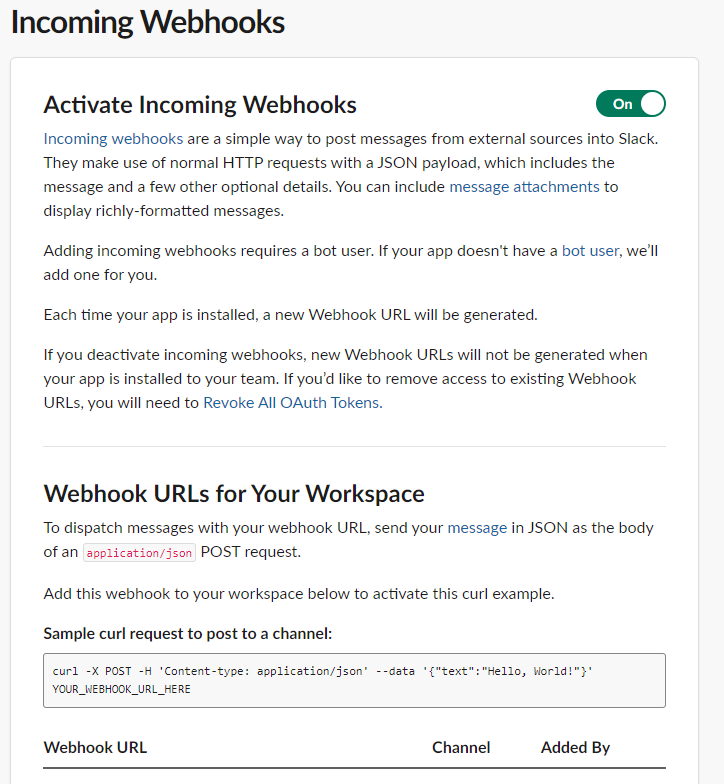 Incoming Webhooks
Activate Incoming Webhooks
On
Incoming webhooks are a simple way to post messages from external sources into Slack.
They make use of normal HTTP requests with a JSON payload, which includes the
message and a few other optional details. You can include message attachments to
display richly-formatted messages.
Adding incoming webhooks requires a bot user. If your app doesn't have a bot user, we’ll
add one for you.
Each time your app is installed, a new Webhook URL will be generated.
If you deactivate incoming webhooks, new Webhook URLs will not be generated when
your app is installed to your team. If you’d like to remove access to existing Webhook
URLs, you will need to Revoke All OAuth Tokens.
Webhook URLs for Your Workspace
To dispatch messages with your webhook URL, send your message in JSON as the body
of an application/json POST request.
Add this webhook to your workspace below to activate this curl example.
Sample curl request to post to a channel:
curl -X POST -H 'Content-type: application/json' --data '{"text":"Hello, World!"}'
YOUR_WEBHOOK_URL_HERE
Webhook URL Channel Added By